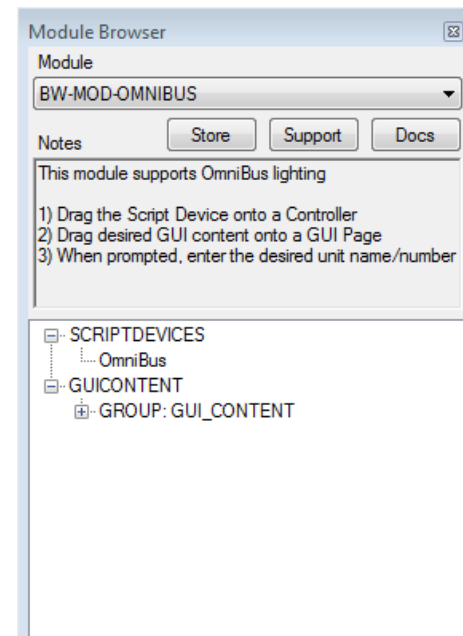 Module Browser
Module
BW-MOD-OMNIBUS
Notes Store Support Docs
This module supports OmniBus lighting
1) Drag the Script Device onto a Controller
2) Drag desired GUI content onto a GUI Page
3) When prompted, enter the desired unit name/number
SCRIPTDEVICES
OmniBus
GUICONTENT
GROUP: GUI_CONTENT